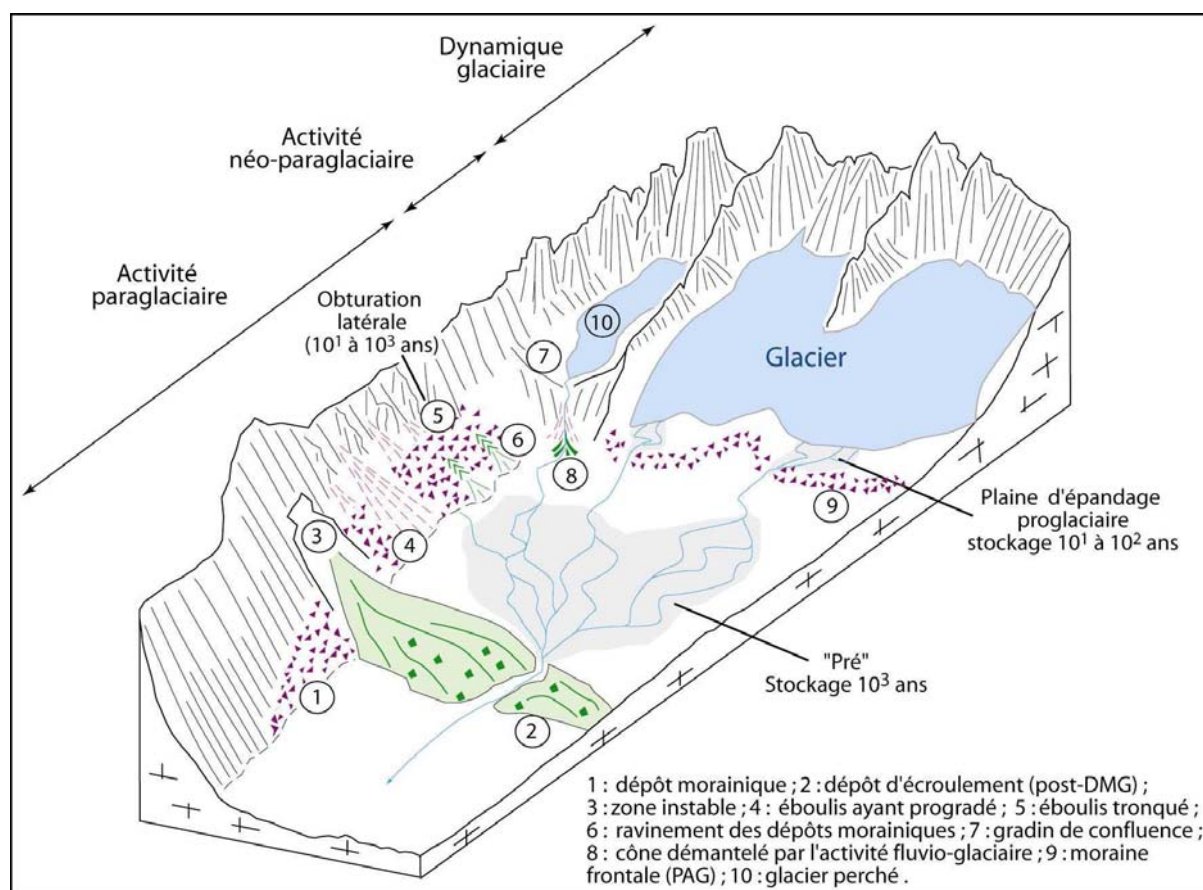 Dynamique
glaciaire
Activité
néo-paraglaciaire
Activité
paraglaciaire
Obturation
latérale
(10¹ à 10³ ans)
10
7
Glacier
5
6
8
9
3
4
Plaine d'épandage
proglaciaire
stockage 10¹ à 10² ans
"Pré"
Stockage 10³ ans
1
2
1 : dépôt morainique ; 2 : dépôt d'écroulement (post-DMG) ;
3 : zone instable ; 4 : éboulis ayant progradé ; 5 : éboulis tronqué ;
6 : ravinement des dépôts morainiques ; 7 : gradin de confluence ;
8 : cône démantelé par l'activité fluvio-glaciaire ; 9 : moraine
frontale (PAG) ; 10 : glacier perché .